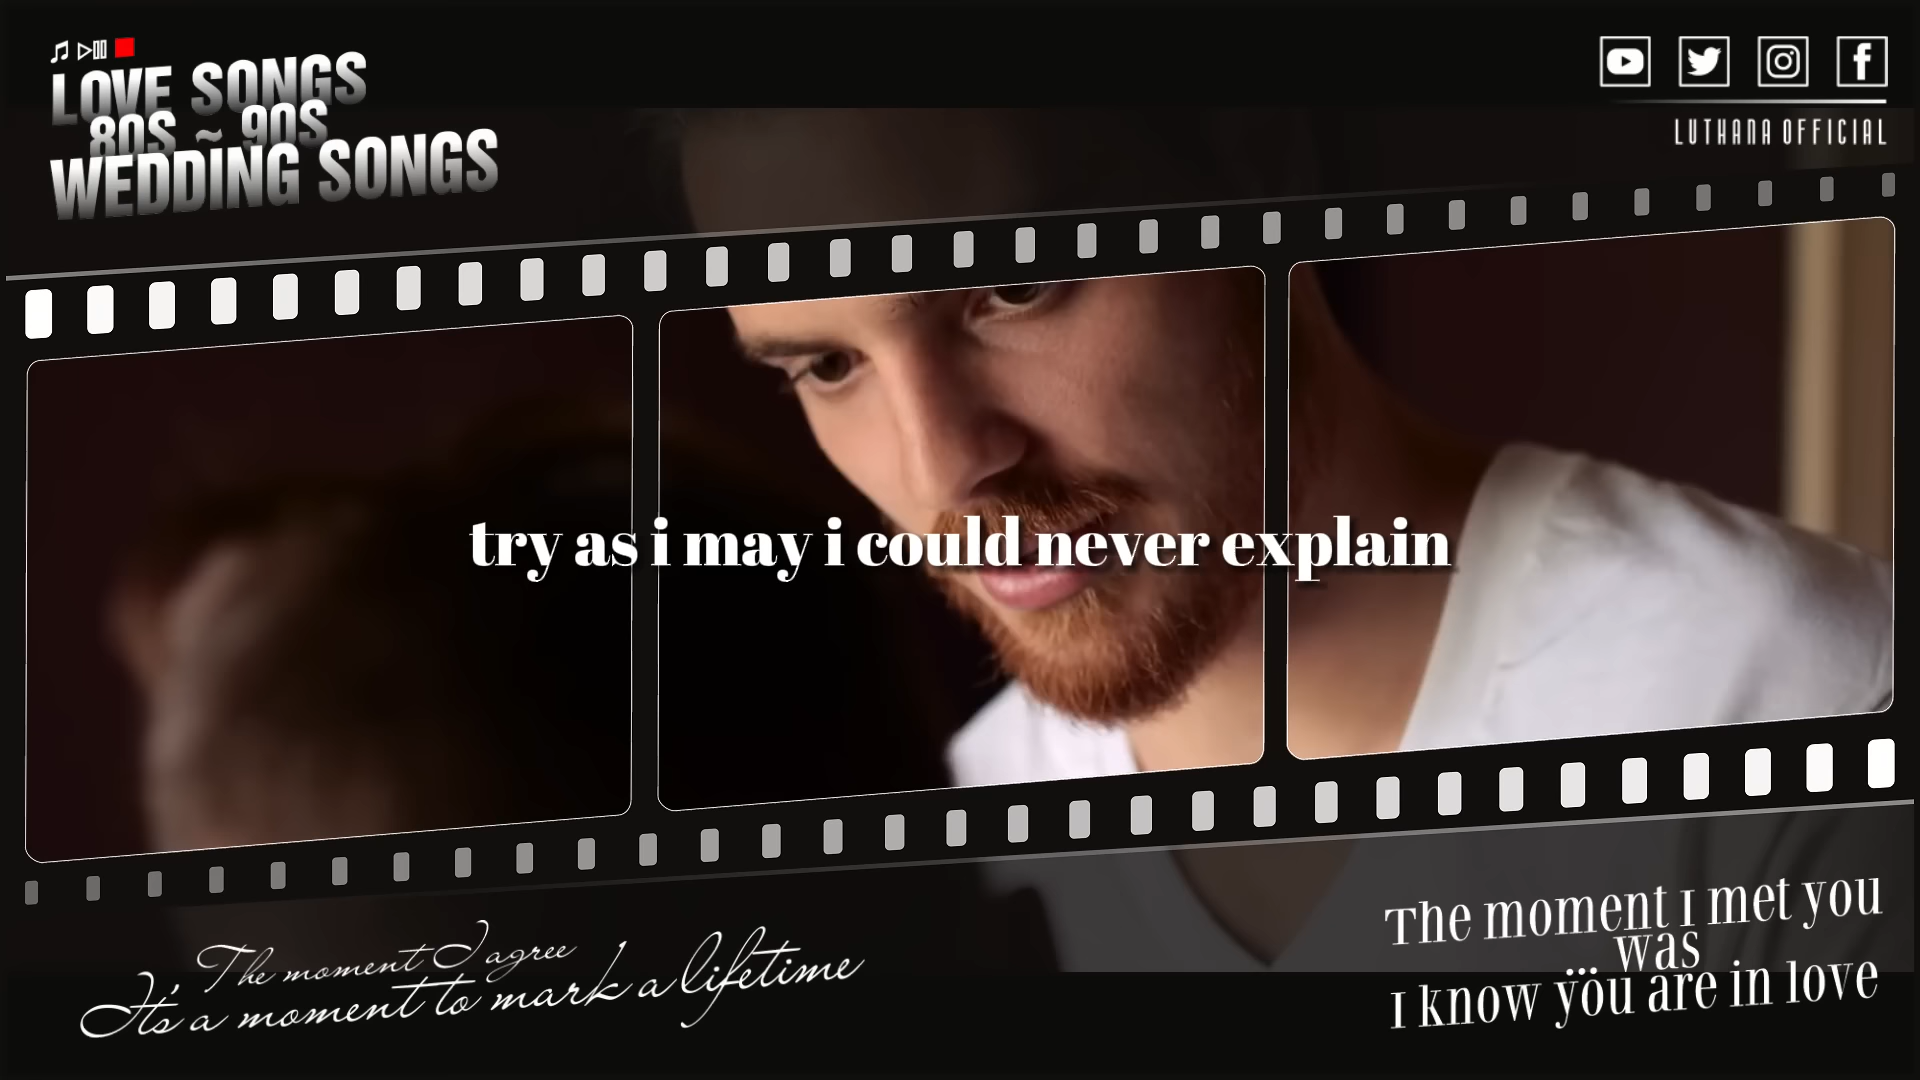 LOVE SONGS
80S ~ 90S
WEDDING SONGS
LUTHANA OFFICIAL
try as i may i could never explain
The moment I agree
It's a moment to mark a lifetime
The moment I met you
was
I know you are in love